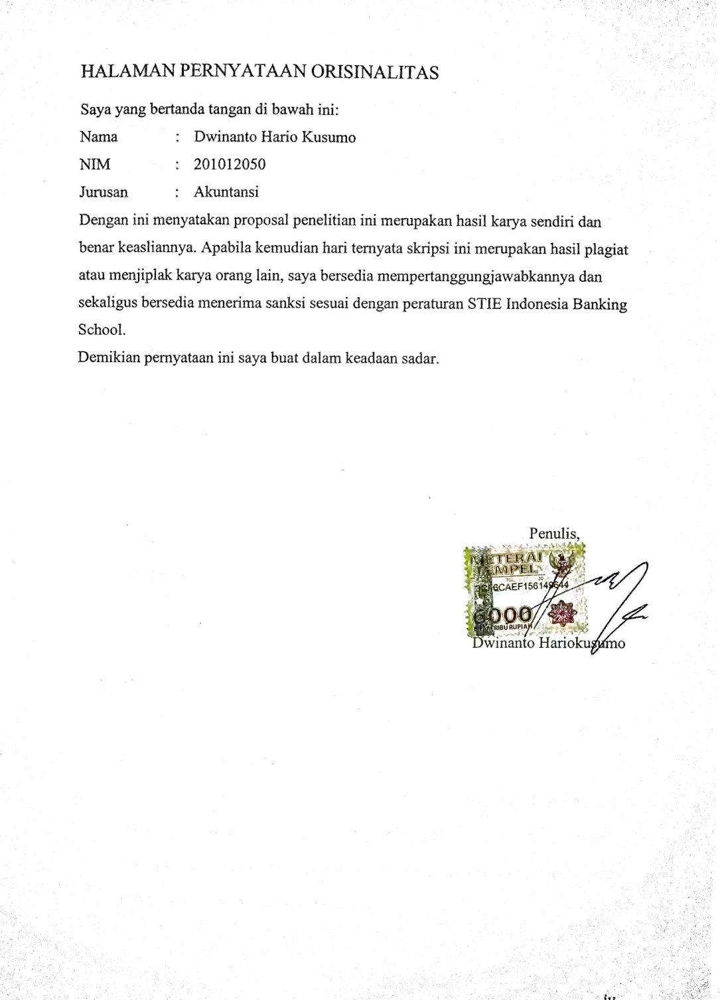 HALAMAN PERNYATAAN ORISINALITAS
Saya yang bertanda tangan di bawah ini:
Nama : Dwinanto Hario Kusumo
NIM : 201012050
Jurusan : Akuntansi
Dengan ini menyatakan proposal penelitian ini merupakan hasil karya sendiri dan
benar keasliannya. Apabila kemudian hari ternyata skripsi ini merupakan hasil plagiat
atau menjiplak karya orang lain, saya bersedia mempertanggungjawabkannya dan
sekaligus bersedia menerima sanksi sesuai dengan peraturan STIE Indonesia Banking
School.
Demikian pernyataan ini saya buat dalam keadaan sadar.
Penulis,
METERAI
TEMPEL
TGL. 20
6CAEF156149644
6000
RIBU RUPIAH
Dwinanto Hariokusumo
iv